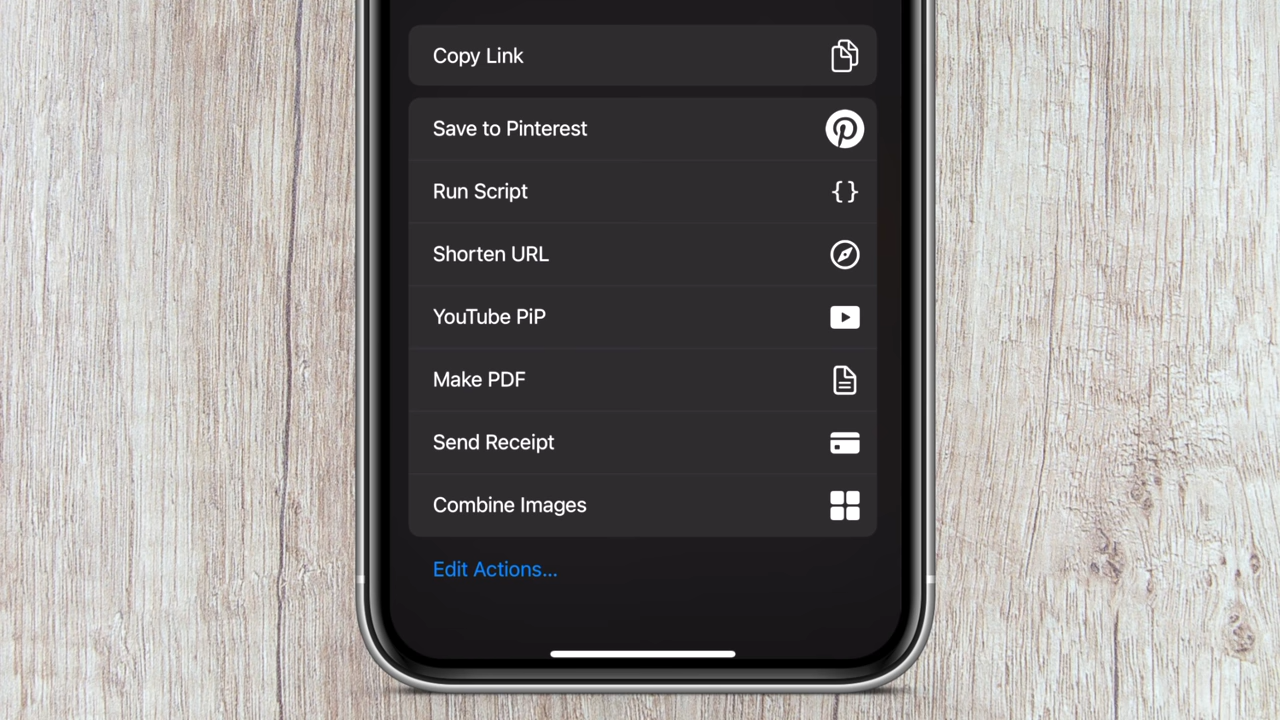 Copy Link
Save to Pinterest
Run Script
Shorten URL
YouTube PiP
Make PDF
Send Receipt
Combine Images
Edit Actions...